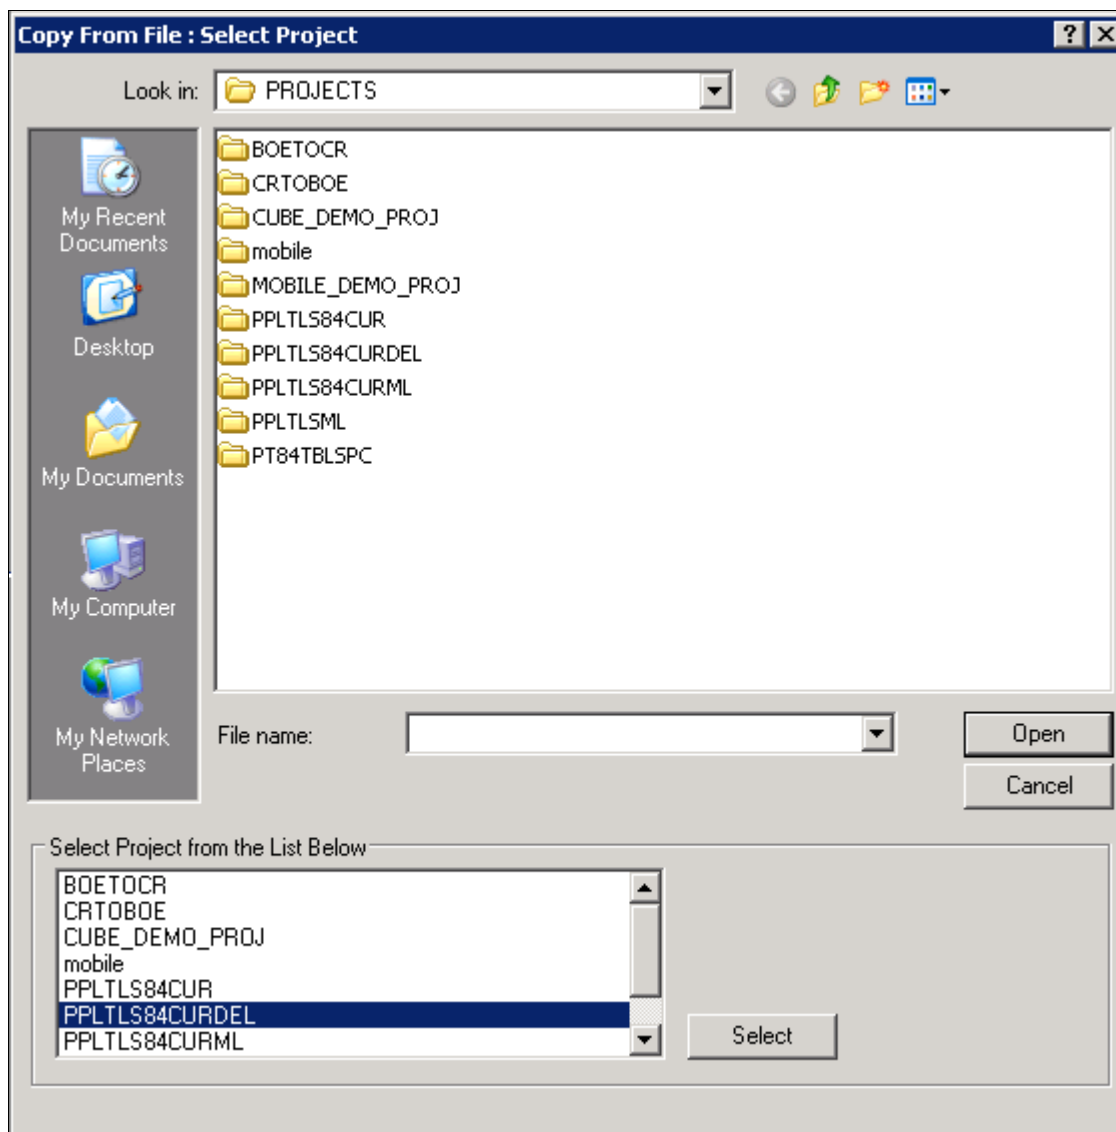 Copy From File : Select Project
Look in:
PROJECTS
My Recent
Documents
Desktop
My Documents
My Computer
My Network
Places
BOETOCR
CRTOBOE
CUBE_DEMO_PROJ
mobile
MOBILE_DEMO_PROJ
PPLTLS84CUR
PPLTLS84CURDEL
PPLTLS84CURML
PPLTLSML
PT84TBLSPC
File name:
Open
Cancel
Select Project from the List Below
BOETOCR
CRTOBOE
CUBE_DEMO_PROJ
mobile
PPLTLS84CUR
PPLTLS84CURDEL
PPLTLS84CURML
Select